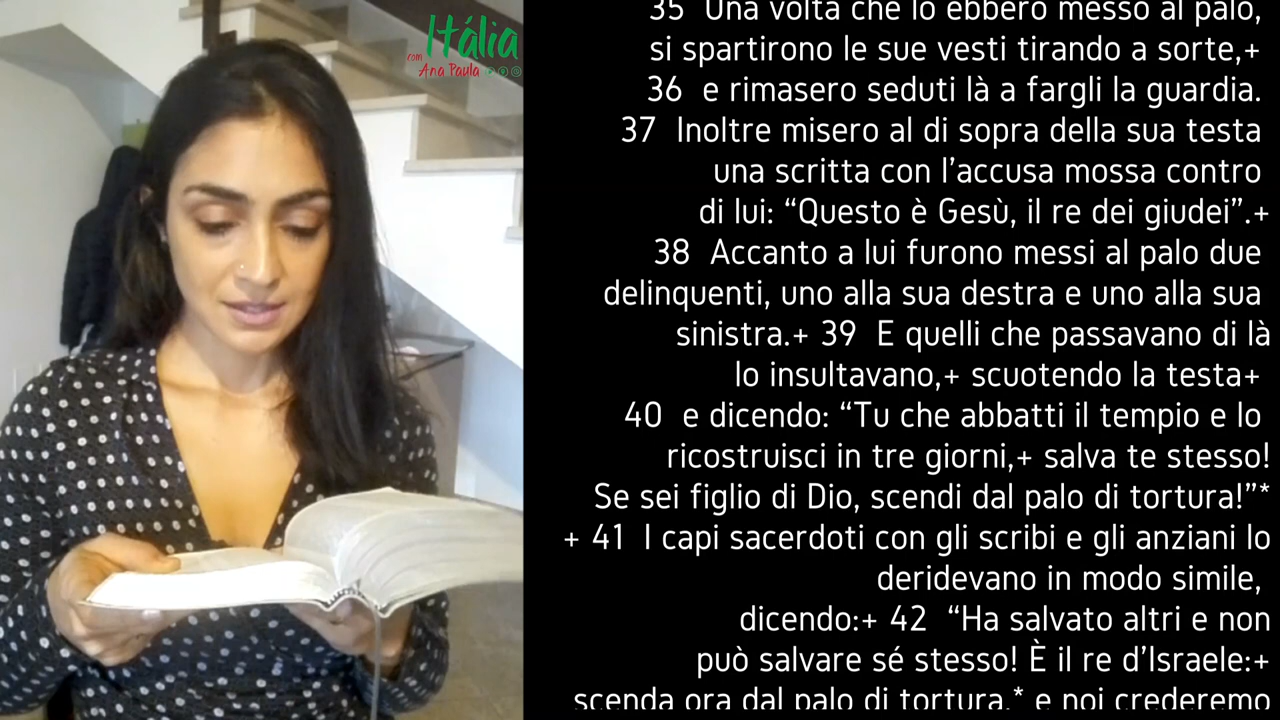 Itália
com
Ana Paula
35 Una volta che lo ebbero messo al palo,
si spartirono le sue vesti tirando a sorte,+
36 e rimasero seduti là a fargli la guardia.
37 Inoltre misero al di sopra della sua testa
una scritta con l’accusa mossa contro
di lui: “Questo è Gesù, il re dei giudei”.+
38 Accanto a lui furono messi al palo due
delinquenti, uno alla sua destra e uno alla sua
sinistra.+ 39 E quelli che passavano di là
lo insultavano,+ scuotendo la testa+
40 e dicendo: “Tu che abbatti il tempio e lo
ricostruisci in tre giorni,+ salva te stesso!
Se sei figlio di Dio, scendi dal palo di tortura!”*
+ 41 I capi sacerdoti con gli scribi e gli anziani lo
deridevano in modo simile,
dicendo:+ 42 “Ha salvato altri e non
può salvare sé stesso! È il re d’Israele:+
scenda ora dal palo di tortura,* e noi crederemo